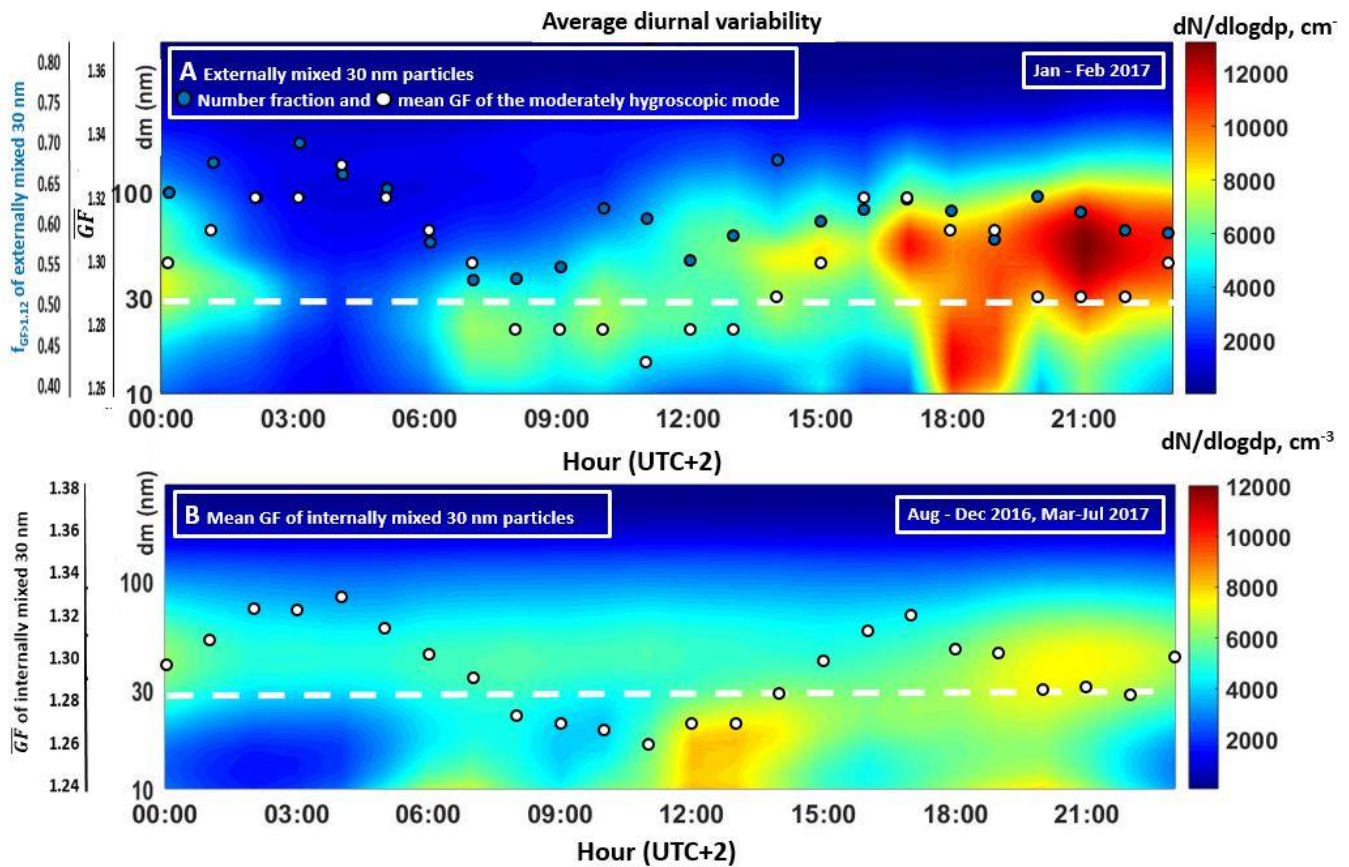 Average diurnal variability
dN/dlogdp, cm-
A Externally mixed 30 nm particles
Number fraction and mean GF of the moderately hygroscopic mode
Jan - Feb 2017
fGF>1.12 of externally mixed 30 nm
0.80
0.75
0.70
0.65
0.60
0.55
0.50
0.45
0.40
GF
1.36
1.34
1.32
1.30
1.28
1.26
dm (nm)
100
30
10
00:00 03:00 06:00 09:00 12:00 15:00 18:00 21:00
Hour (UTC+2)
12000
10000
8000
6000
4000
2000
dN/dlogdp, cm-3
B Mean GF of internally mixed 30 nm particles
Aug - Dec 2016, Mar-Jul 2017
GF of internally mixed 30 nm
1.38
1.36
1.34
1.32
1.30
1.28
1.26
1.24
dm (nm)
100
30
10
00:00 03:00 06:00 09:00 12:00 15:00 18:00 21:00
Hour (UTC+2)
12000
10000
8000
6000
4000
2000